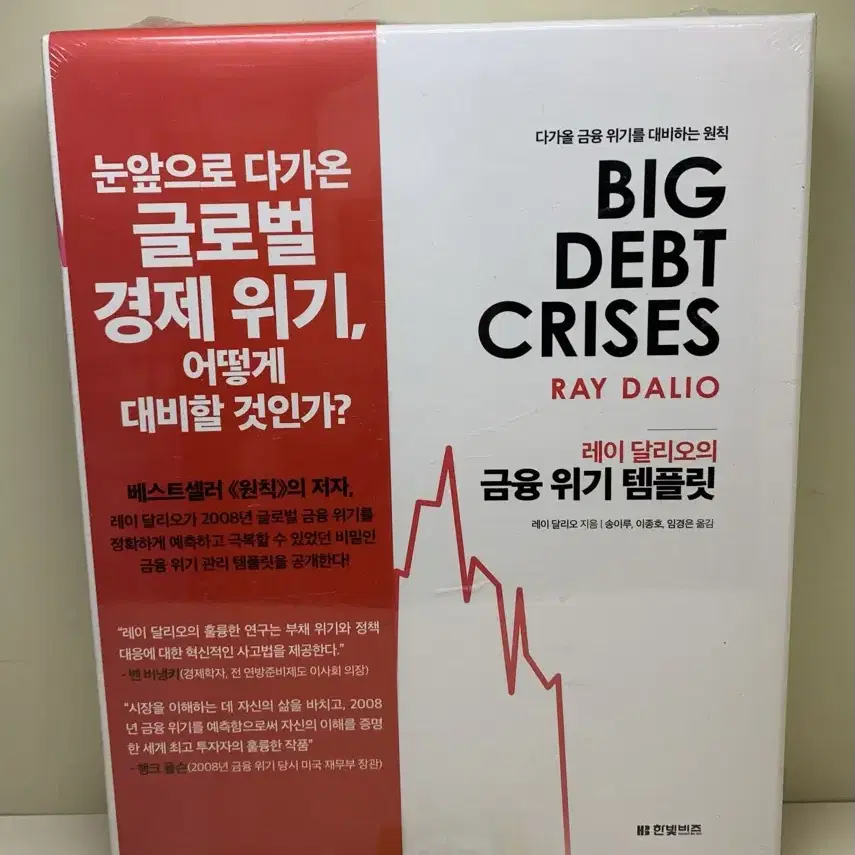 눈앞으로 다가온
글로벌
경제 위기,
어떻게
대비할 것인가?
베스트셀러 《원칙》의 저자,
레이 달리오가 2008년 글로벌 금융 위기를
정확하게 예측하고 극복할 수 있었던 비밀인
금융 위기 관리 템플릿을 공개한다!
“레이 달리오의 훌륭한 연구는 부채 위기와 정책
대응에 대한 혁신적인 사고법을 제공한다.”
- 벤 버냉키(경제학자, 전 연방준비제도 이사회 의장)
“시장을 이해하는 데 자신의 삶을 바치고, 2008
년 금융 위기를 예측함으로써 자신의 이해를 증명
한 세계 최고 투자자의 훌륭한 작품”
- 행크 폴슨(2008년 금융 위기 당시 미국 재무부 장관)
다가올 금융 위기를 대비하는 원칙
BIG
DEBT
CRISES
RAY DALIO
레이 달리오의
금융 위기 템플릿
레이 달리오 지음 | 송이루, 이종호, 임경은 옮김
HB 한빛비즈